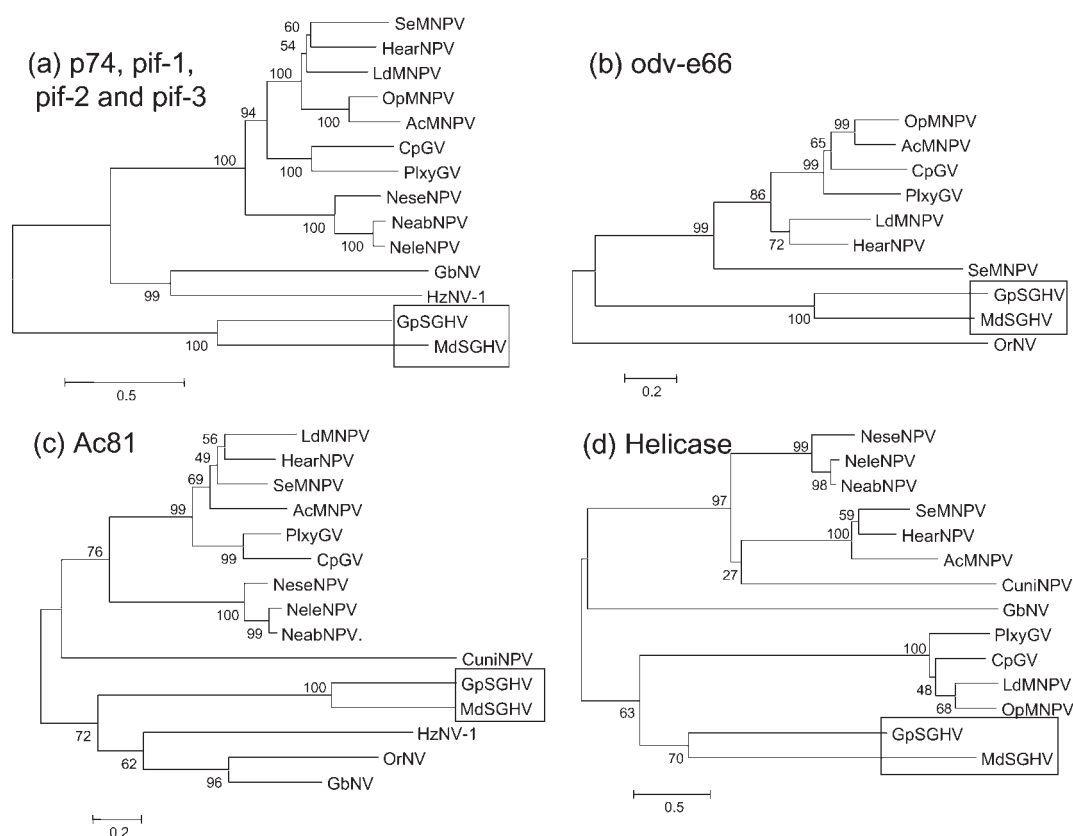 (a) p74, pif-1,
pif-2 and pif-3
60
SeMNPV
54
HearNPV
100
LdMNPV
OpMNPV
100
AcMNPV
94
CpGV
100
100
PlxyGV
NeseNPV
100
NeabNPV
100
NeleNPV
GbNV
99
HzNV-1
GpSGHV
100
MdSGHV
0.5
(b) odv-e66
99
OpMNPV
65
AcMNPV
99
CpGV
86
PlxyGV
LdMNPV
99
72
HearNPV
SeMNPV
GpSGHV
100
MdSGHV
OrNV
0.2
(c) Ac81
56
LdMNPV
49
HearNPV
69
SeMNPV
99
AcMNPV
PlxyGV
99
CpGV
76
NeseNPV
100
NeleNPV
99
NeabNPV.
CuniNPV
100
GpSGHV
MdSGHV
72
HzNV-1
62
OrNV
96
GbNV
0.2
(d) Helicase
99
NeseNPV
NeleNPV
98
NeabNPV
97
59
SeMNPV
100
HearNPV
AcMNPV
27
CuniNPV
GbNV
100
PlxyGV
CpGV
48
LdMNPV
68
OpMNPV
63
GpSGHV
70
MdSGHV
0.5